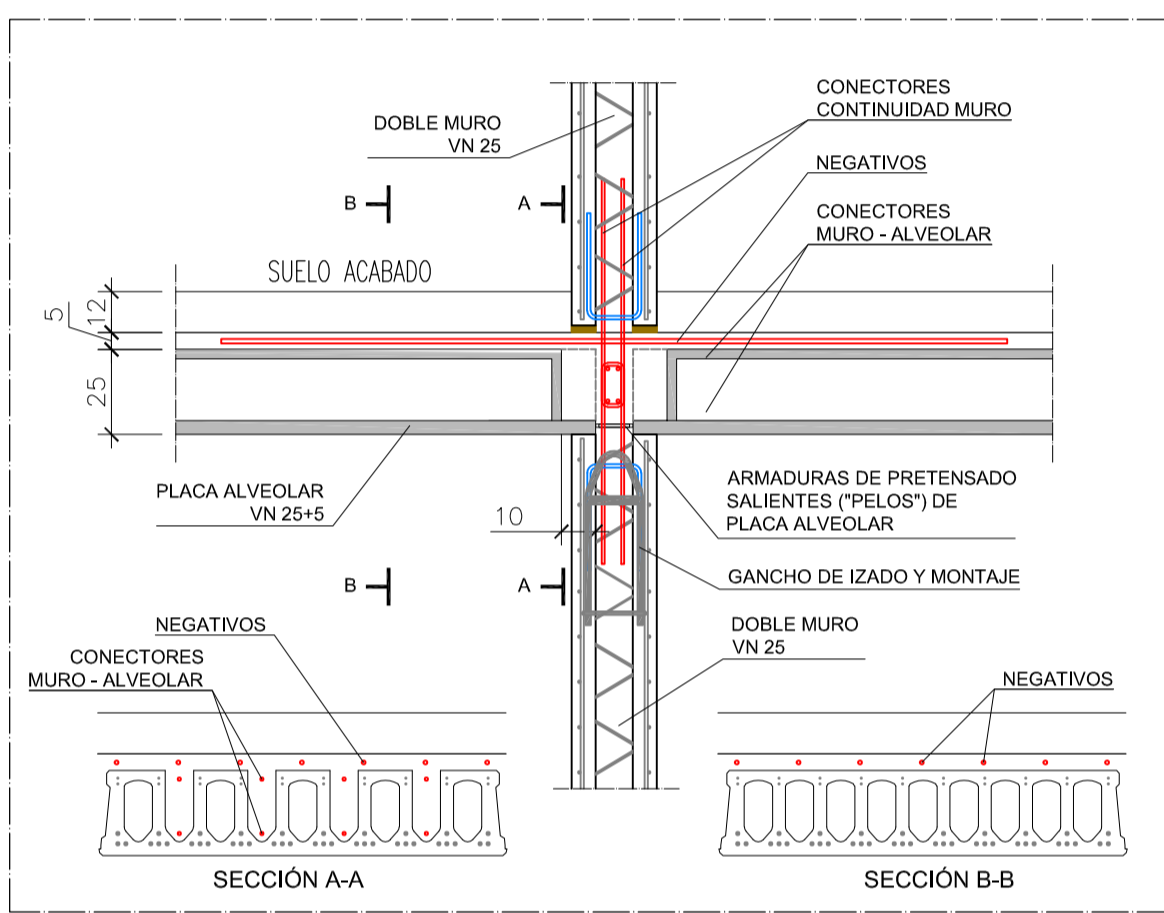 DOBLE MURO
VN 25
CONECTORES
CONTINUIDAD MURO
NEGATIVOS
CONECTORES
MURO - ALVEOLAR
B
A
SUELO ACABADO
12
5
25
PLACA ALVEOLAR
VN 25+5
10
ARMADURAS DE PRETENSADO
SALIENTES ("PELOS") DE
PLACA ALVEOLAR
GANCHO DE IZADO Y MONTAJE
B
A
DOBLE MURO
VN 25
NEGATIVOS
CONECTORES
MURO - ALVEOLAR
NEGATIVOS
SECCIÓN A-A
SECCIÓN B-B